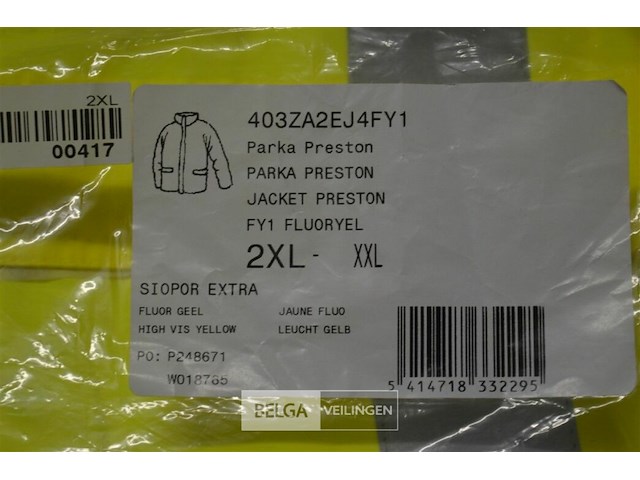 2XL
00417
403ZA2EJ4FY1
Parka Preston
PARKA PRESTON
JACKET PRESTON
FY1 FLUORYEL
2XL - XXL
SIOPOR EXTRA
FLUOR GEEL JAUNE FLUO
HIGH VIS YELLOW LEUCHT GELB
PO: P248671
WO18765
5 414718 332295
BELGA VEILINGEN